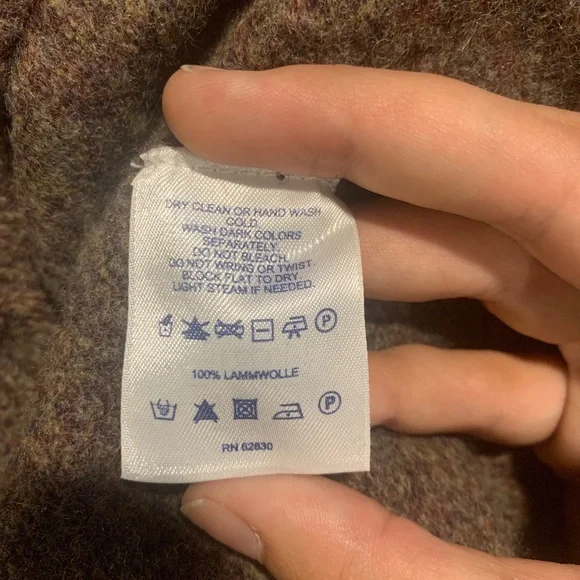 DRY CLEAN OR HAND WASH
COLD.
WASH DARK COLORS
SEPARATELY.
DO NOT BLEACH.
DO NOT WRING OR TWIST.
BLOCK FLAT TO DRY.
LIGHT STEAM IF NEEDED.
P
100% LAMMWOLLE
P
RN 62830